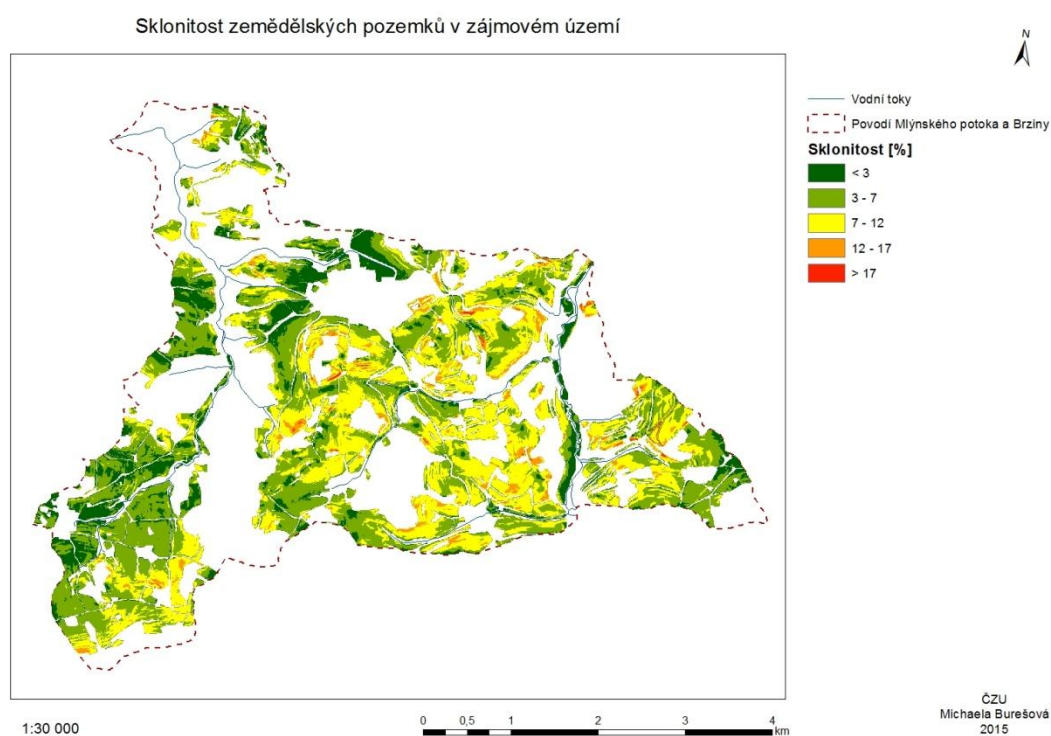 Sklonitost zemědělských pozemků v zájmovém území
N
Vodní toky
Povodí Mlýnského potoka a Brziny
Sklonitost [%]
< 3
3 - 7
7 - 12
12 - 17
> 17
1:30 000
0 0,5 1 2 3 4
km
ČZU
Michaela Burešová
2015